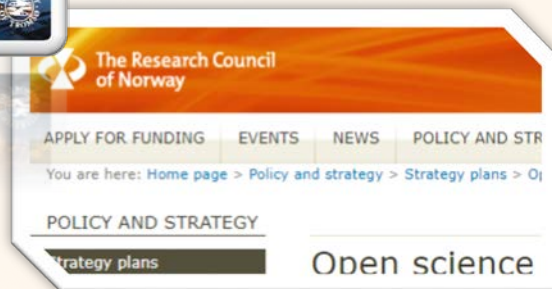 The Research Council
of Norway
APPLY FOR FUNDING EVENTS NEWS POLICY AND STR
You are here: Home page > Policy and strategy > Strategy plans > Op
POLICY AND STRATEGY
Strategy plans
Open science